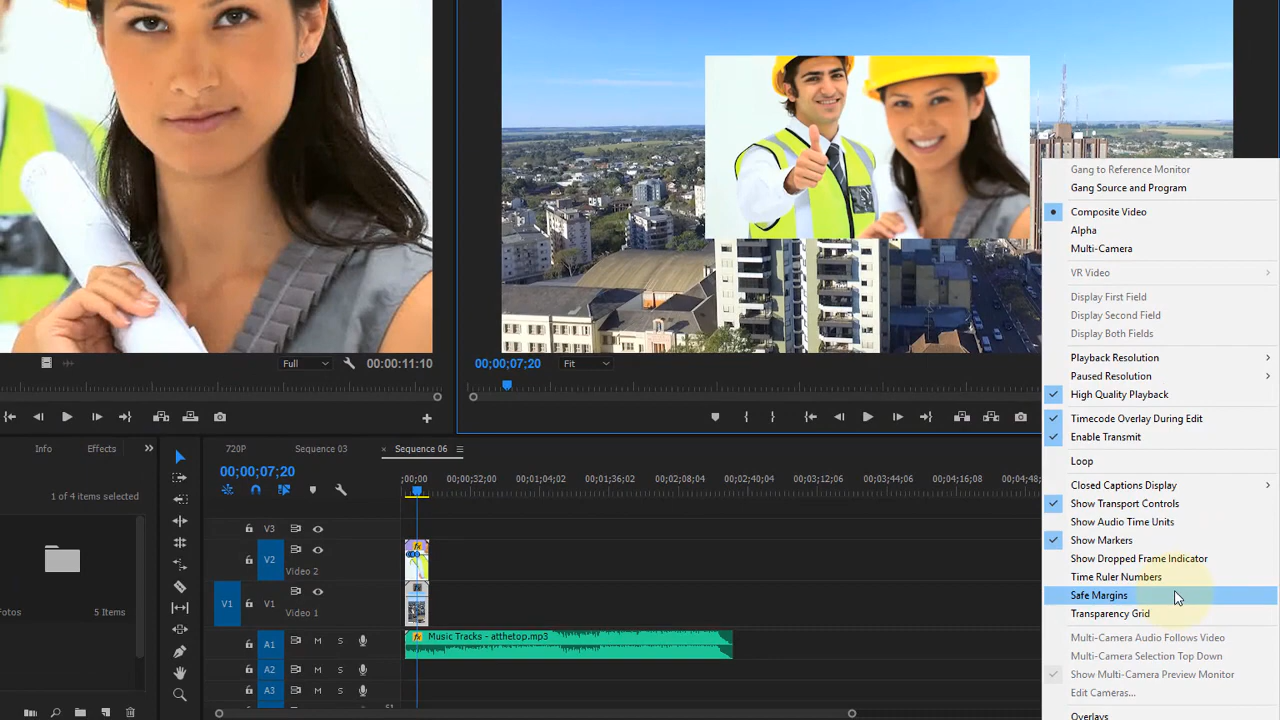 Gang to Reference Monitor
Gang Source and Program
Composite Video
Alpha
Multi-Camera
VR Video
Display First Field
Display Second Field
Display Both Fields
Playback Resolution
Paused Resolution
High Quality Playback
Timecode Overlay During Edit
Enable Transmit
Loop
Closed Captions Display
Show Transport Controls
Show Audio Time Units
Show Markers
Show Dropped Frame Indicator
Time Ruler Numbers
Safe Margins
Transparency Grid
Multi-Camera Audio Follows Video
Multi-Camera Selection Top Down
Show Multi-Camera Preview Monitor
Edit Cameras...
Overlays
Full
00:00:11:10
00;00;07;20
Fit
Info
Effects
1 of 4 items selected
Fotos
5 Items
720P
Sequence 03
× Sequence 06
00;00;07;20
;00;00
00;00;32;00
00;01;04;02
00;01;36;02
00;02;08;04
00;02;40;04
00;03;12;06
00;03;44;06
00;04;16;08
00;04;48;
V3
V2
Video 2
V1
V1
Video 1
fx
fx
A1
M
S
fx
Music Tracks - atthetop.mp3
A2
M
S
A3
M
S